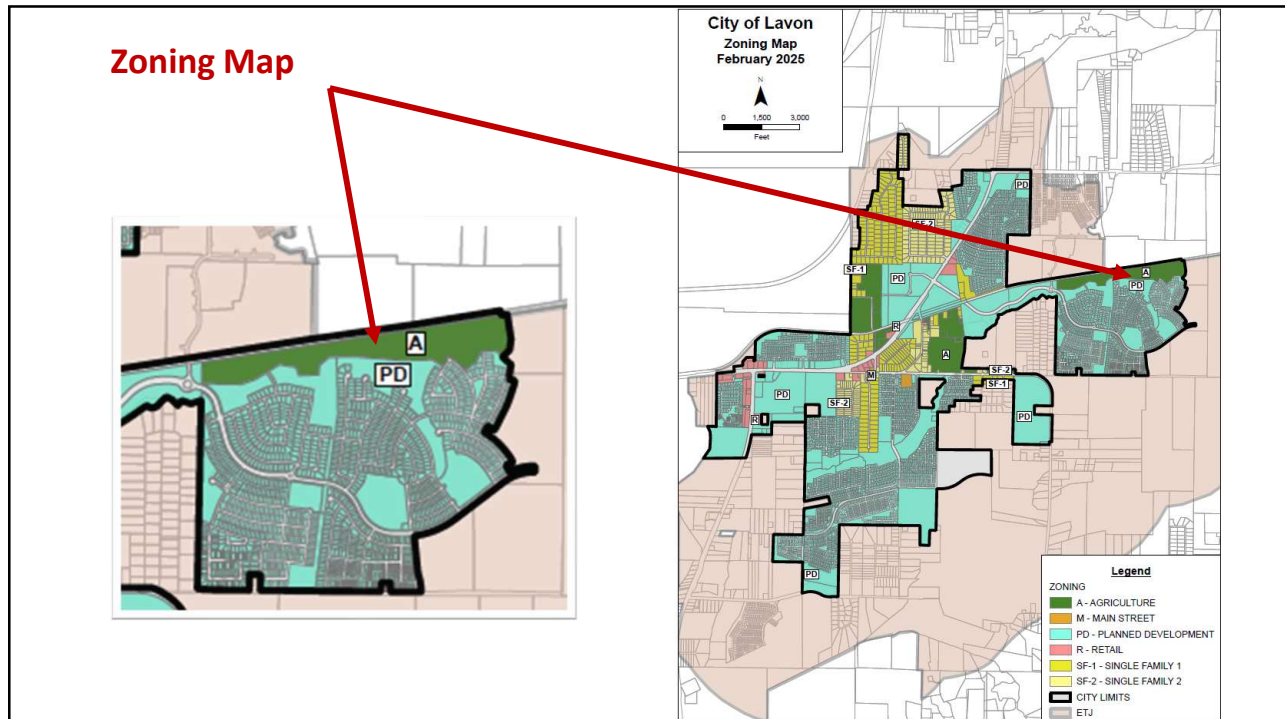 Zoning Map
City of Lavon
Zoning Map
February 2025
N
0 1,500 3,000
Feet
PD
SF-2
SF-1
PD
A
PD
R
A
M
SF-2
SF-1
PD
SF-2
PD
R
PD
A
PD
Legend
ZONING
A - AGRICULTURE
M - MAIN STREET
PD - PLANNED DEVELOPMENT
R - RETAIL
SF-1 - SINGLE FAMILY 1
SF-2 - SINGLE FAMILY 2
CITY LIMITS
ETJ